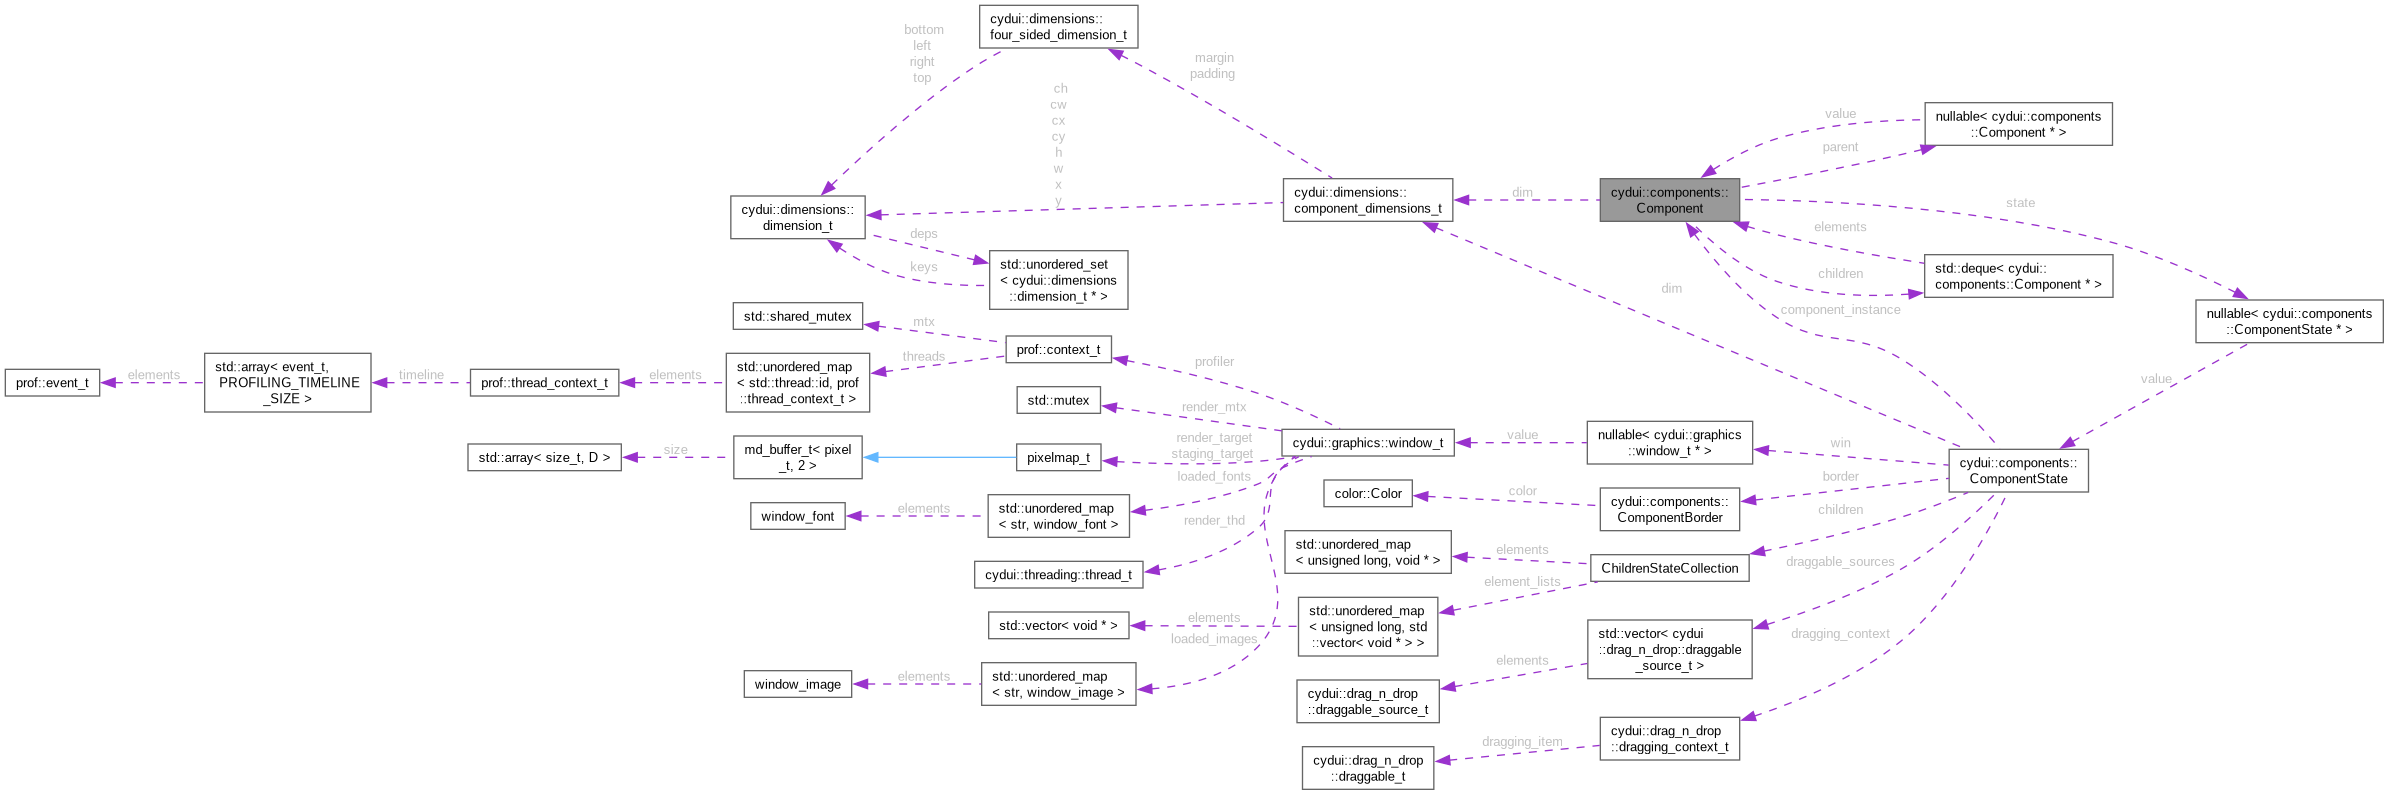 cydui::dimensions::
four_sided_dimension_t
bottom
left
right
top
margin
padding
ch
cw
cx
cy
h
w
x
y
nullable< cydui::components
::Component * >
value
parent
cydui::dimensions::
dimension_t
cydui::dimensions::
component_dimensions_t
dim
cydui::components::
Component
state
deps
keys
std::unordered_set
< cydui::dimensions
::dimension_t * >
elements
children
std::deque< cydui::
components::Component * >
dim
component_instance
nullable< cydui::components
::ComponentState * >
std::shared_mutex
mtx
prof::context_t
threads
profiler
prof::event_t
elements
std::array< event_t,
PROFILING_TIMELINE
_SIZE >
timeline
prof::thread_context_t
elements
std::unordered_map
< std::thread::id, prof
::thread_context_t >
value
std::mutex
render_mtx
cydui::graphics::window_t
value
nullable< cydui::graphics
::window_t * >
win
std::array< size_t, D >
size
md_buffer_t< pixel
_t, 2 >
pixelmap_t
render_target
staging_target
cydui::components::
ComponentState
loaded_fonts
color::Color
color
cydui::components::
ComponentBorder
border
window_font
elements
std::unordered_map
< str, window_font >
render_thd
children
std::unordered_map
< unsigned long, void * >
elements
ChildrenStateCollection
draggable_sources
cydui::threading::thread_t
element_lists
std::vector< void * >
elements
std::unordered_map
< unsigned long, std
::vector< void * > >
loaded_images
std::vector< cydui
::drag_n_drop::draggable
_source_t >
dragging_context
window_image
elements
std::unordered_map
< str, window_image >
elements
cydui::drag_n_drop
::draggable_source_t
cydui::drag_n_drop
::dragging_context_t
dragging_item
cydui::drag_n_drop
::draggable_t